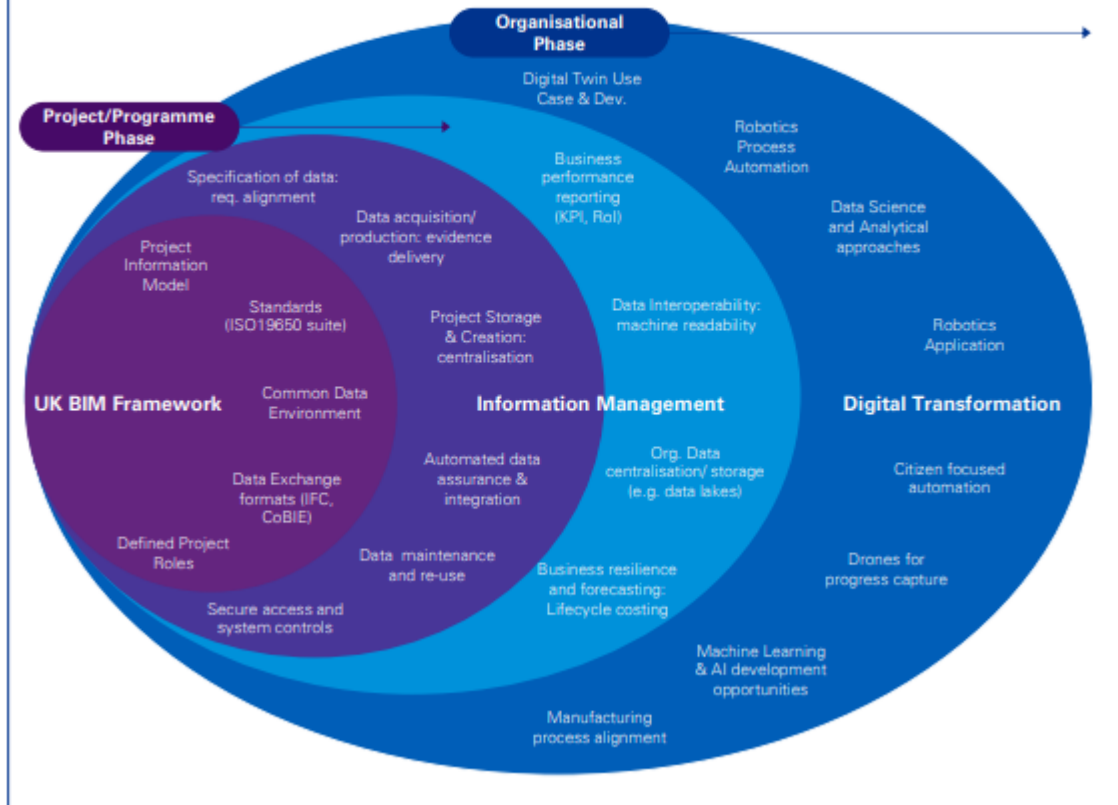 Organisational
Phase
Digital Twin Use
Case & Dev.
Project/Programme
Phase
Robotics
Process
Automation
Business
performance
reporting
(KPI, RoI)
Specification of data:
req. alignment
Data acquisition/
production: evidence
delivery
Data Science
and Analytical
approaches
Project
Information
Model
Standards
(ISO19650 suite)
Project Storage
& Creation:
centralisation
Data Interoperability:
machine readability
Robotics
Application
UK BIM Framework
Common Data
Environment
Information Management
Digital Transformation
Automated data
assurance &
integration
Org. Data
centralisation/ storage
(e.g. data lakes)
Citizen focused
automation
Data Exchange
formats (IFC,
CoBIE)
Defined Project
Roles
Data maintenance
and re-use
Business resilience
and forecasting:
Lifecycle costing
Drones for
progress capture
Secure access and
system controls
Machine Learning
& AI development
opportunities
Manufacturing
process alignment